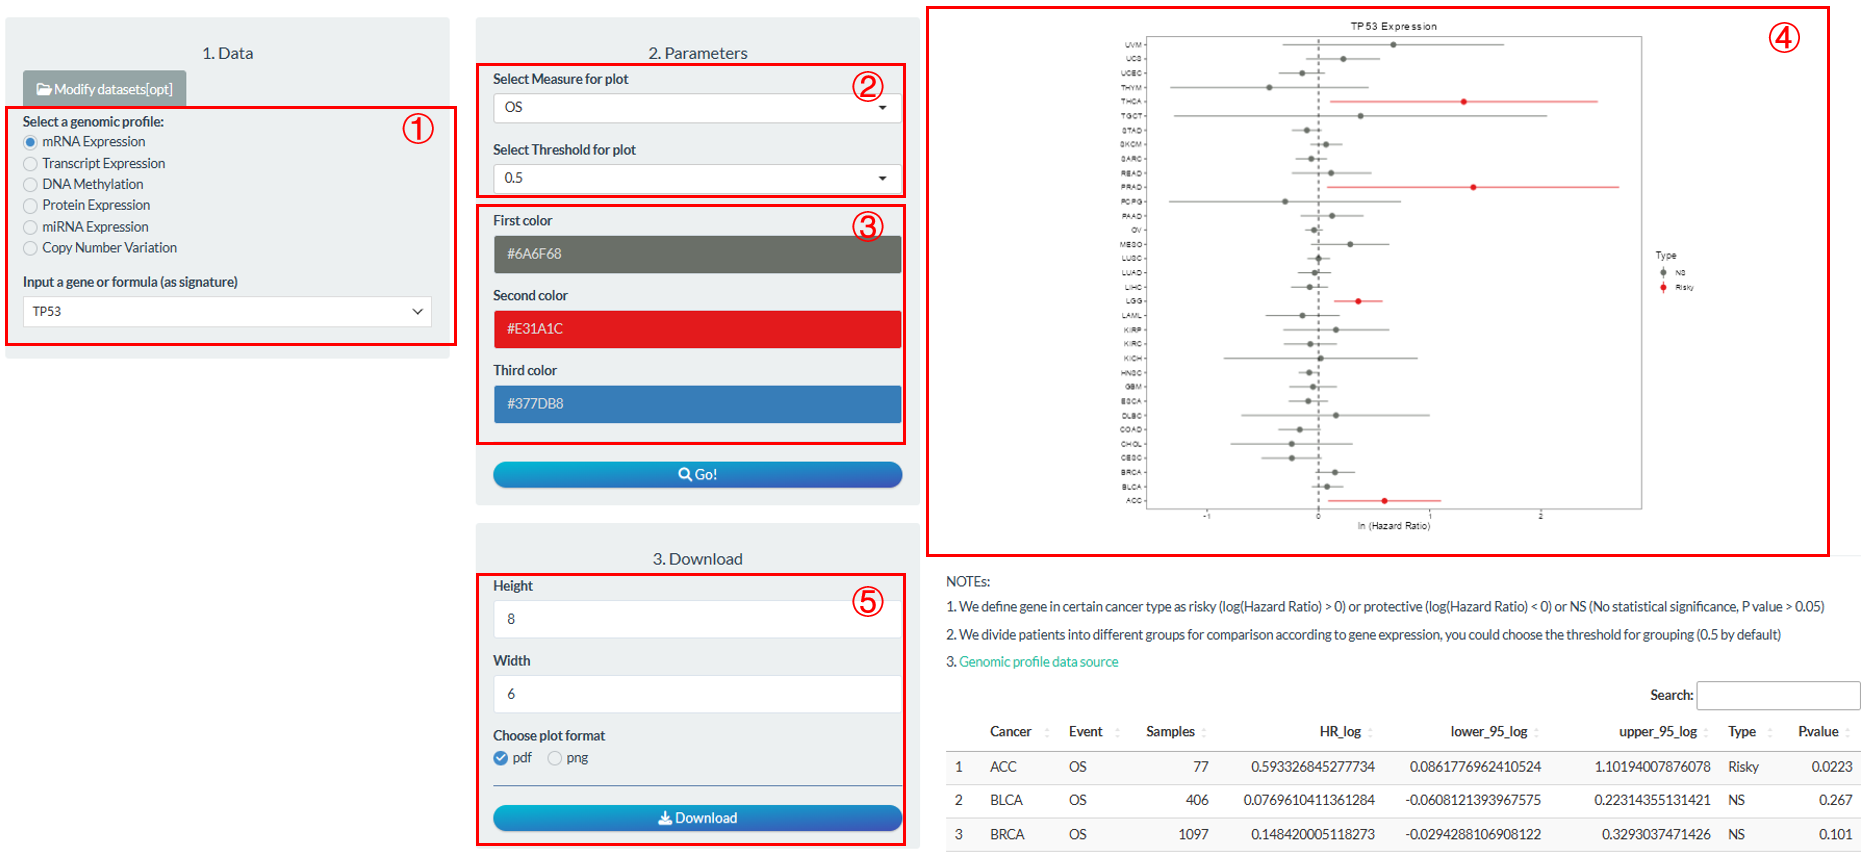 1. Data
Modify datasets[opt]
①
Select a genomic profile:
mRNA Expression
Transcript Expression
DNA Methylation
Protein Expression
miRNA Expression
Copy Number Variation
Input a gene or formula (as signature)
TP53
2. Parameters
②
Select Measure for plot
OS
Select Threshold for plot
0.5
③
First color
#6A6F68
Second color
#E31A1C
Third color
#377DB8
Go!
3. Download
⑤
Height
8
Width
6
Choose plot format
pdf png
Download
④
TP53 Expression
UVM
UCS
UCEC
THYM
THCA
TGCT
STAD
SKCM
SARC
READ
PRAD
PCPG
PAAD
OV
MESO
LUSC
LUAD
LIHC
LGG
LAML
KIRP
KIRC
KICH
HNSC
GBM
ESCA
DLBC
COAD
CHOL
CESC
BRCA
BLCA
ACC
-1 0 1 2
ln (Hazard Ratio)
Type
NS
Risky
NOTEs:
1. We define gene in certain cancer type as risky (log(Hazard Ratio) > 0) or protective (log(Hazard Ratio) < 0) or NS (No statistical significance, P value > 0.05)
2. We divide patients into different groups for comparison according to gene expression, you could choose the threshold for grouping (0.5 by default)
3. Genomic profile data source
Search:
Cancer Event Samples HR_log lower_95_log upper_95_log Type P.value
1 ACC OS 77 0.593326845277734 0.0861776962410524 1.10194007876078 Risky 0.0223
2 BLCA OS 406 0.0769610411361284 -0.0608121393967575 0.22314355131421 NS 0.267
3 BRCA OS 1097 0.148420005118273 -0.0294288106908122 0.3293037471426 NS 0.101